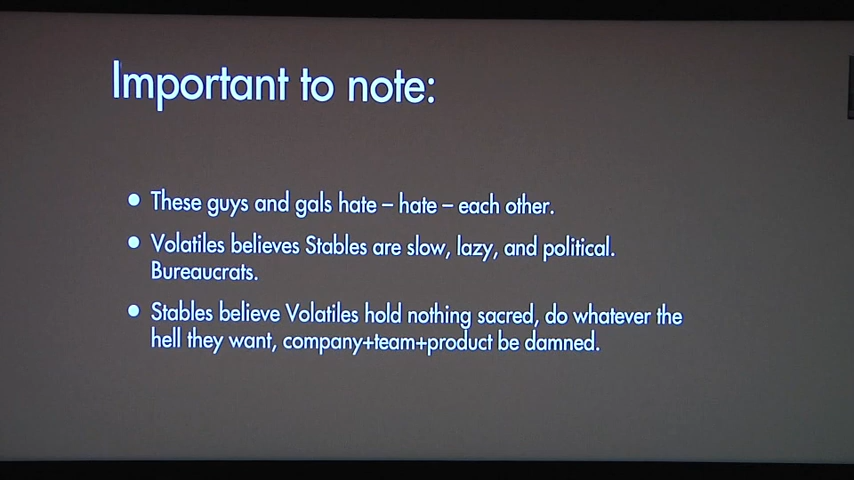 Important to note:
• These guys and gals hate – hate – each other.
• Volatiles believes Stables are slow, lazy, and political.
Bureaucrats.
• Stables believe Volatiles hold nothing sacred, do whatever the
hell they want, company+team+product be damned.